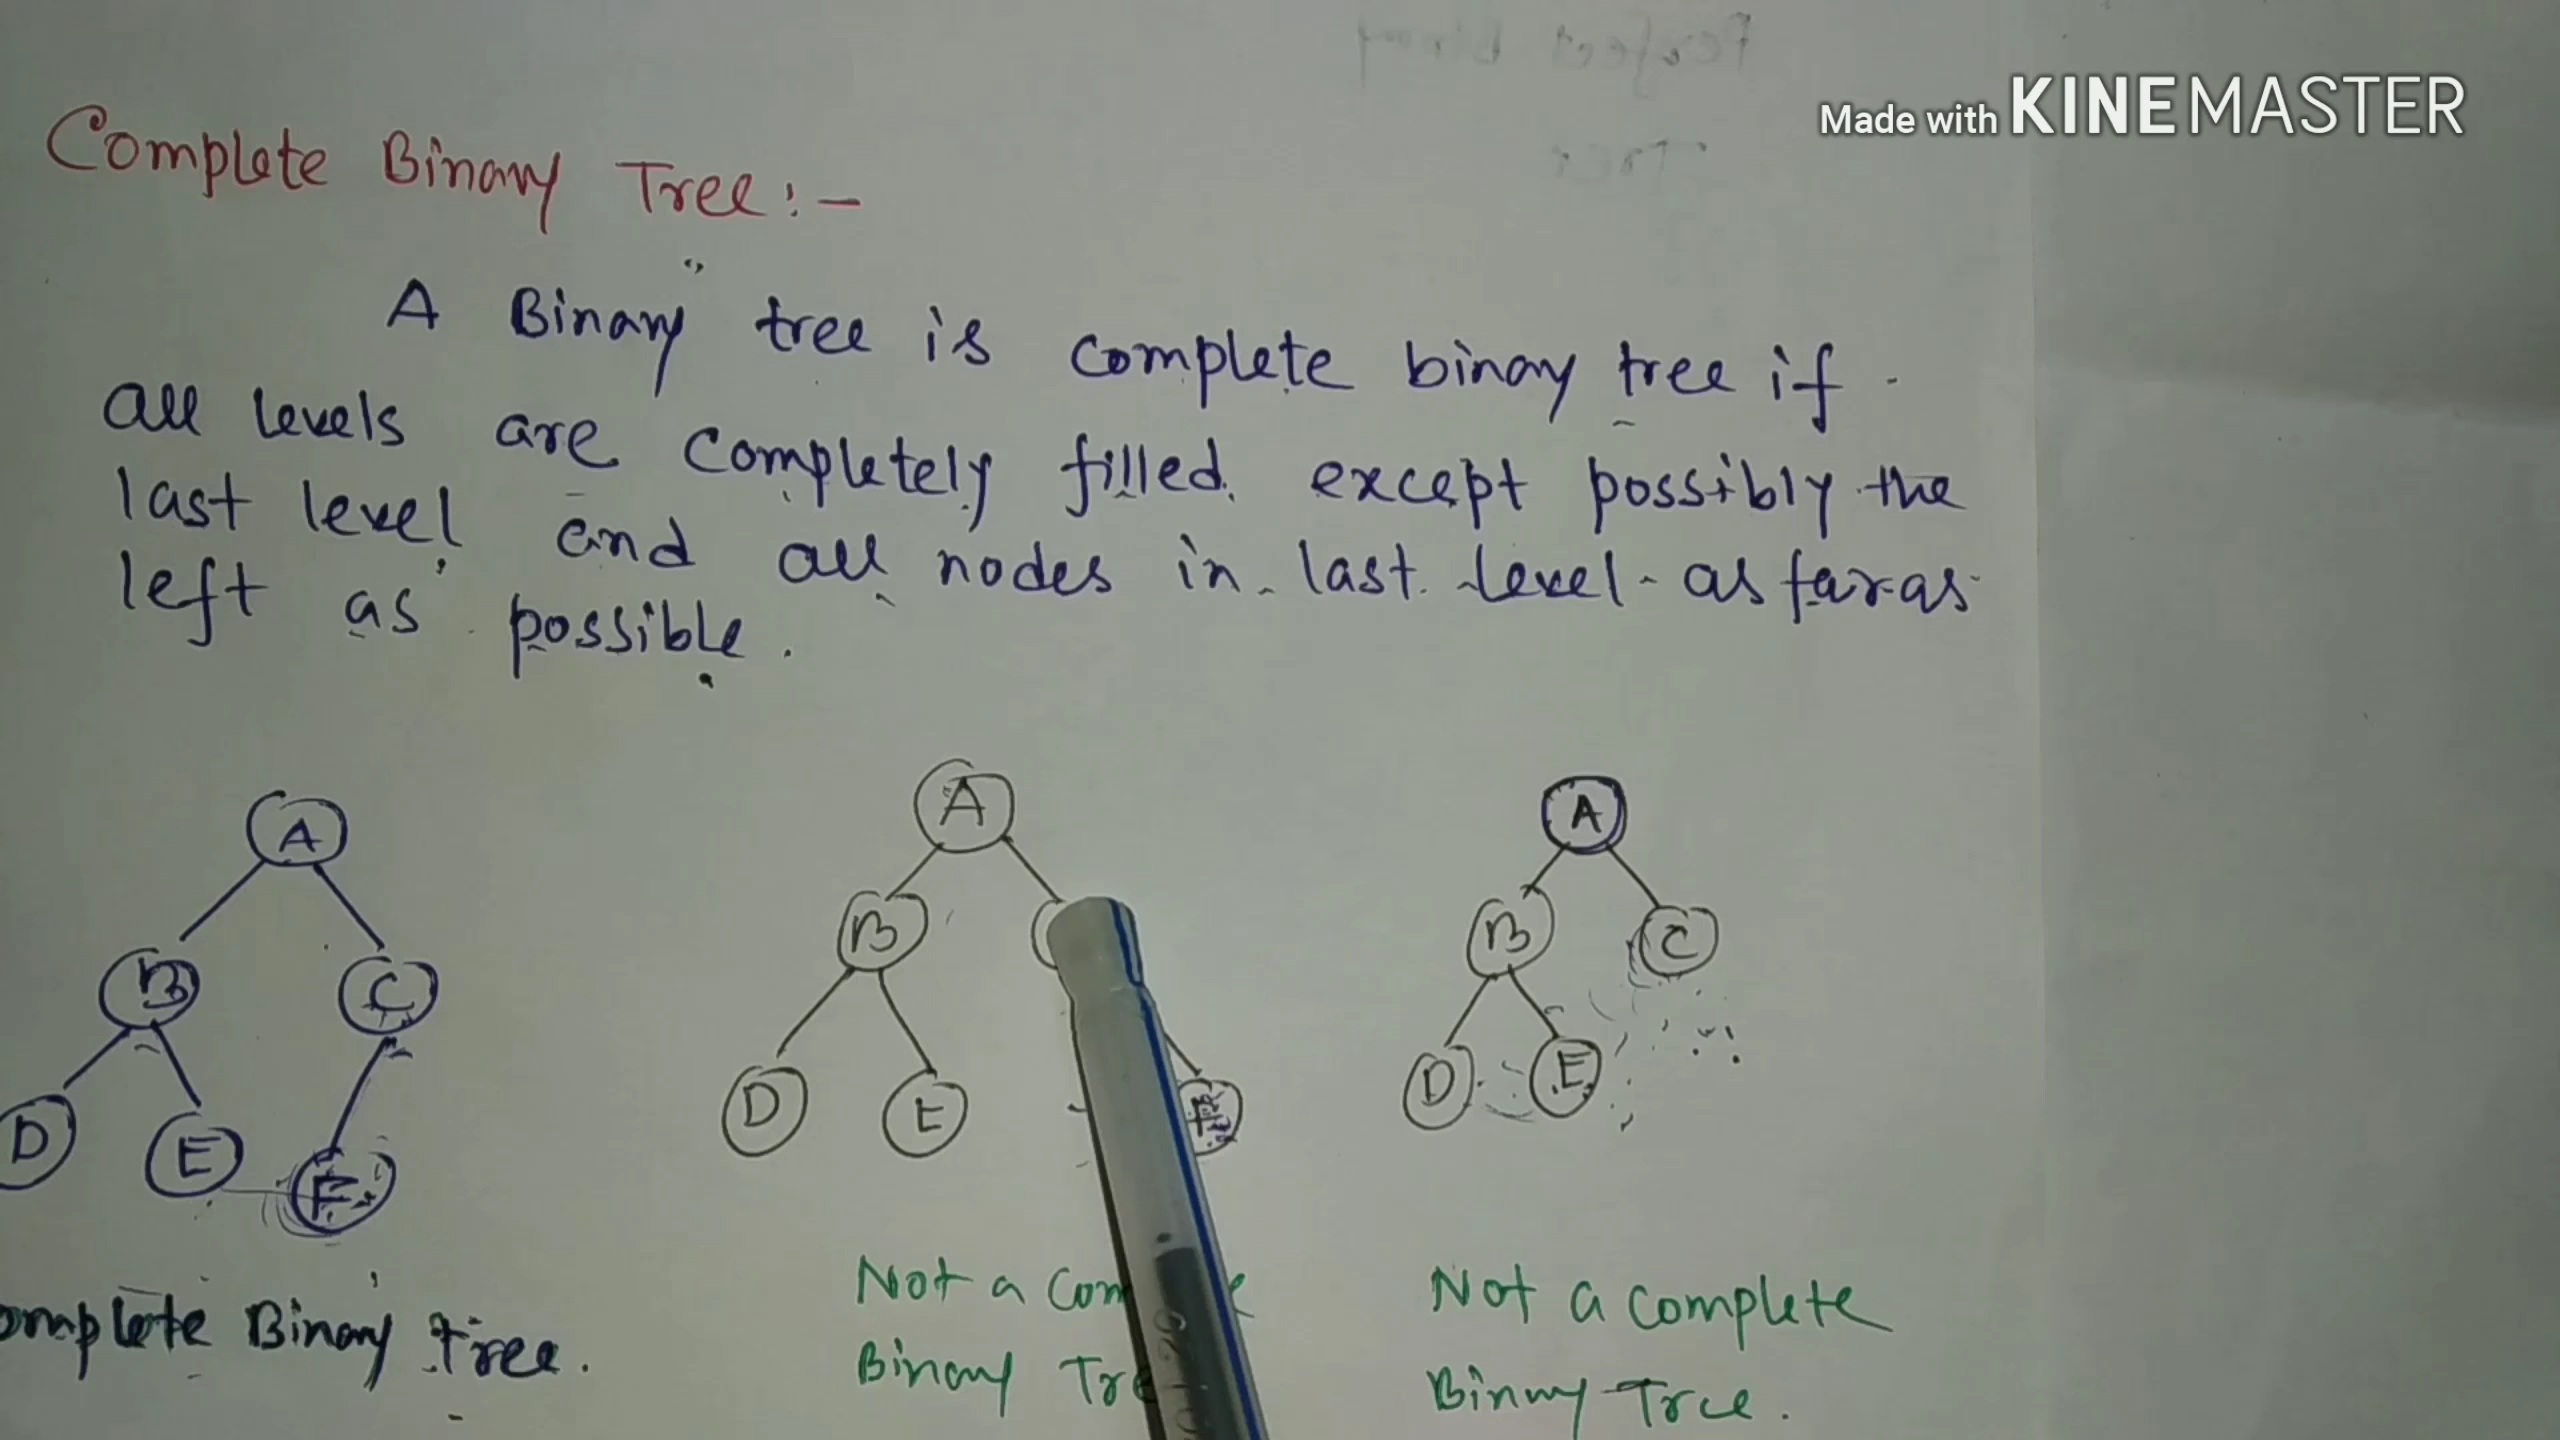 Made with KINEMASTER
Complete Binary Tree:-
A Binary tree is complete binary tree if
all levels are completely filled except possibly the
last level and all nodes in last level as far as
left as possible.
A
B C
D E F
A
B
D E
A
B C
D E
omplete Binary tree.
Not a Com
Binary Tre
Not a complete
Binary Tree.